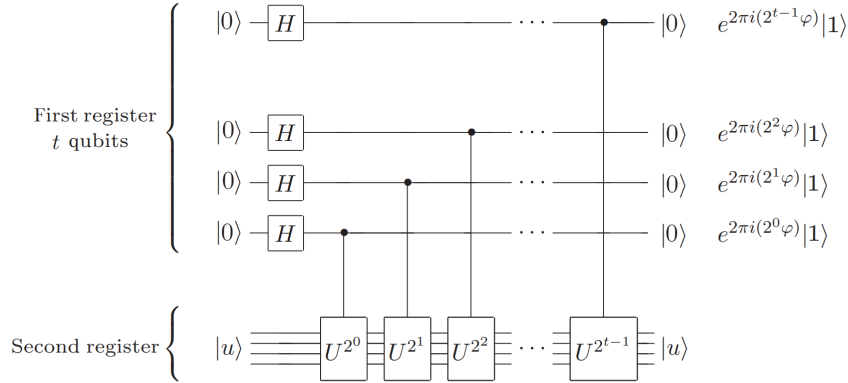 |0⟩ H ··· |0⟩ e^{2πi(2^{t−1}φ)}|1⟩
First register
t qubits
|0⟩ H ··· |0⟩ e^{2πi(2^2φ)}|1⟩
|0⟩ H ··· |0⟩ e^{2πi(2^1φ)}|1⟩
|0⟩ H ··· |0⟩ e^{2πi(2^0φ)}|1⟩
Second register |u⟩ U^{2^0} U^{2^1} U^{2^2} ··· U^{2^{t−1}} |u⟩